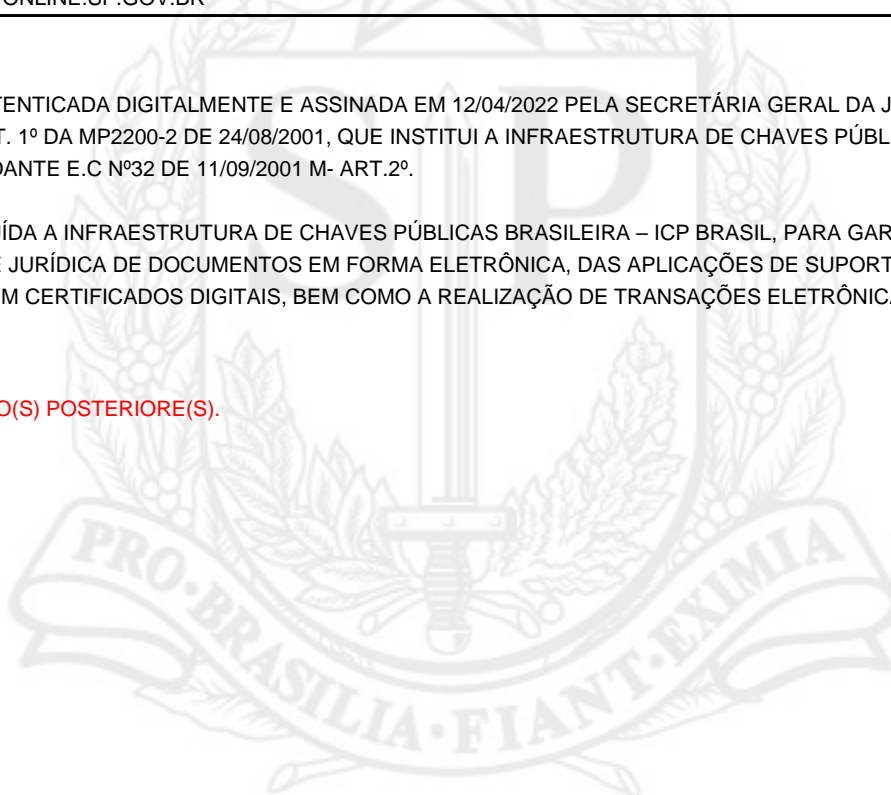 ONLINE.SP.GOV.BR
TENTICADA DIGITALMENTE E ASSINADA EM 12/04/2022 PELA SECRETÁRIA GERAL DA J
T. 1º DA MP2200-2 DE 24/08/2001, QUE INSTITUI A INFRAESTRUTURA DE CHAVES PÚBL
DANTE E.C Nº32 DE 11/09/2001 M- ART.2º.
ÍDA A INFRAESTRUTURA DE CHAVES PÚBLICAS BRASILEIRA – ICP BRASIL, PARA GAR
E JURÍDICA DE DOCUMENTOS EM FORMA ELETRÔNICA, DAS APLICAÇÕES DE SUPORT
M CERTIFICADOS DIGITAIS, BEM COMO A REALIZAÇÃO DE TRANSAÇÕES ELETRÔNICA
O(S) POSTERIORE(S).
SP
PRO·BRASILIA·FIANT·EXIMIA